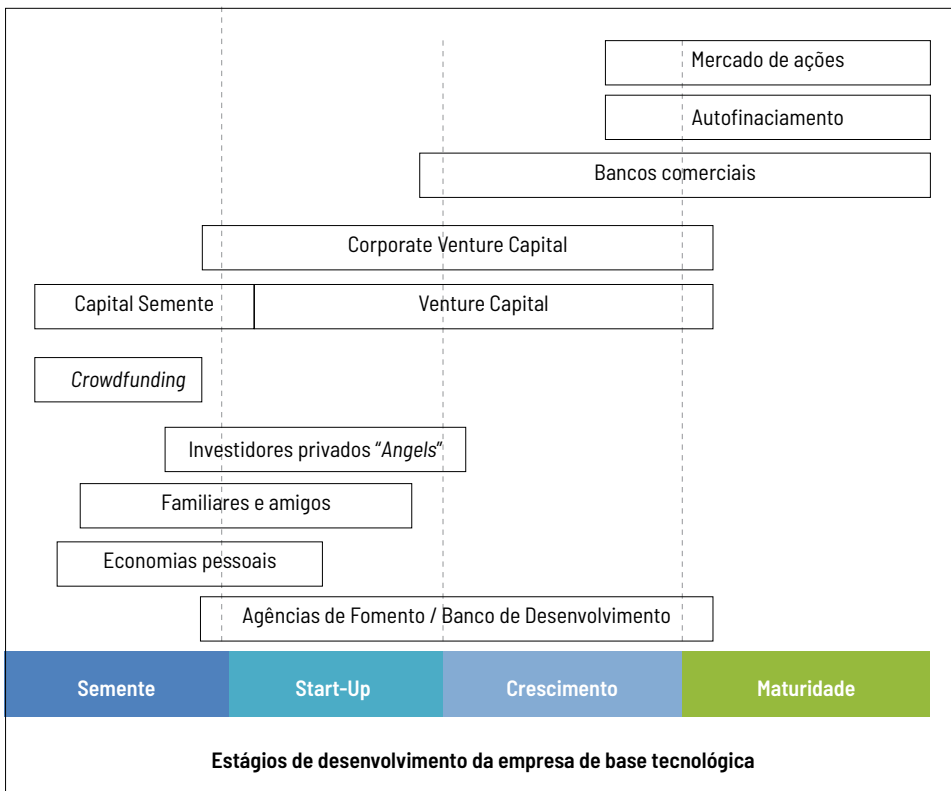 Mercado de ações
Autofinaciamento
Bancos comerciais
Corporate Venture Capital
Capital Semente
Venture Capital
Crowdfunding
Investidores privados “Angels”
Familiares e amigos
Economias pessoais
Agências de Fomento / Banco de Desenvolvimento
Semente
Start-Up
Crescimento
Maturidade
Estágios de desenvolvimento da empresa de base tecnológica